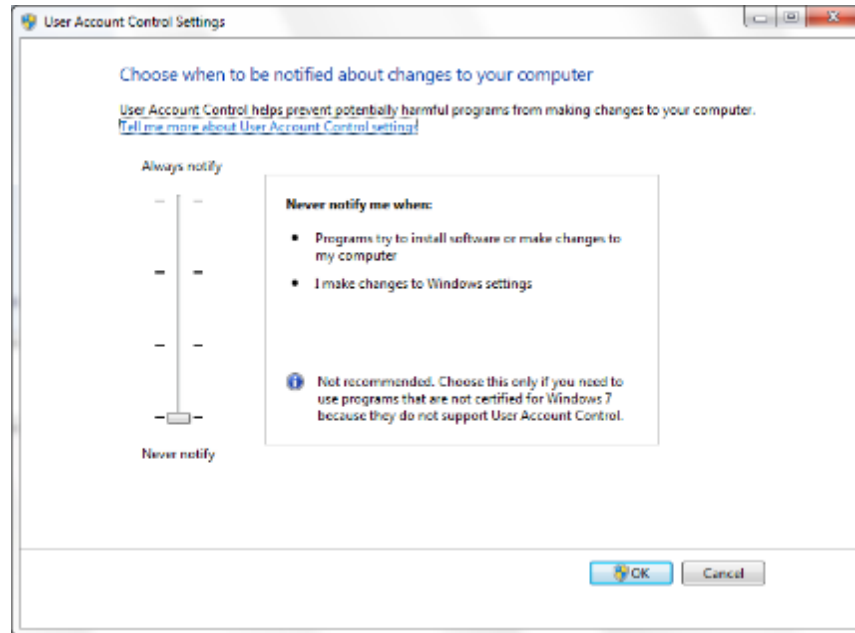 User Account Control Settings
Choose when to be notified about changes to your computer
User Account Control helps prevent potentially harmful programs from making changes to your computer.
Tell me more about User Account Control settings
Always notify
Never notify me when:
Programs try to install software or make changes to
my computer
I make changes to Windows settings
Not recommended. Choose this only if you need to
use programs that are not certified for Windows 7
because they do not support User Account Control.
Never notify
OK
Cancel